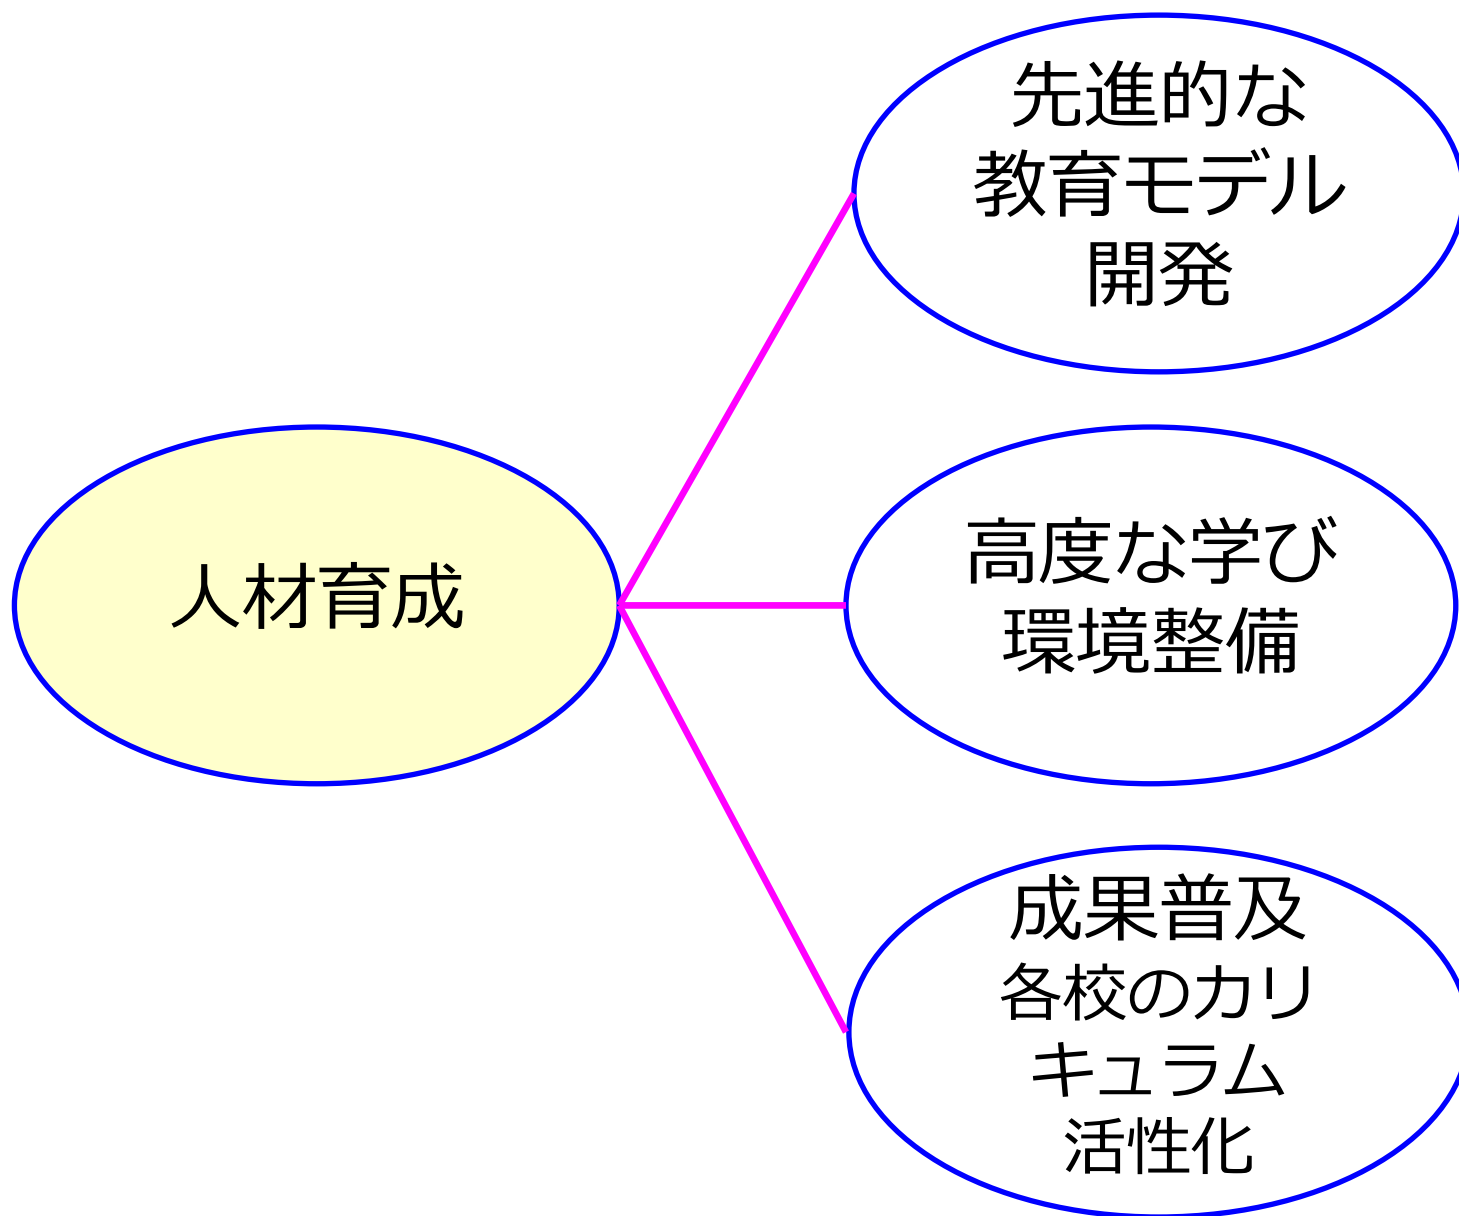 先進的な
教育モデル
開発
人材育成
高度な学び
環境整備
成果普及
各校のカリ
キュラム
活性化